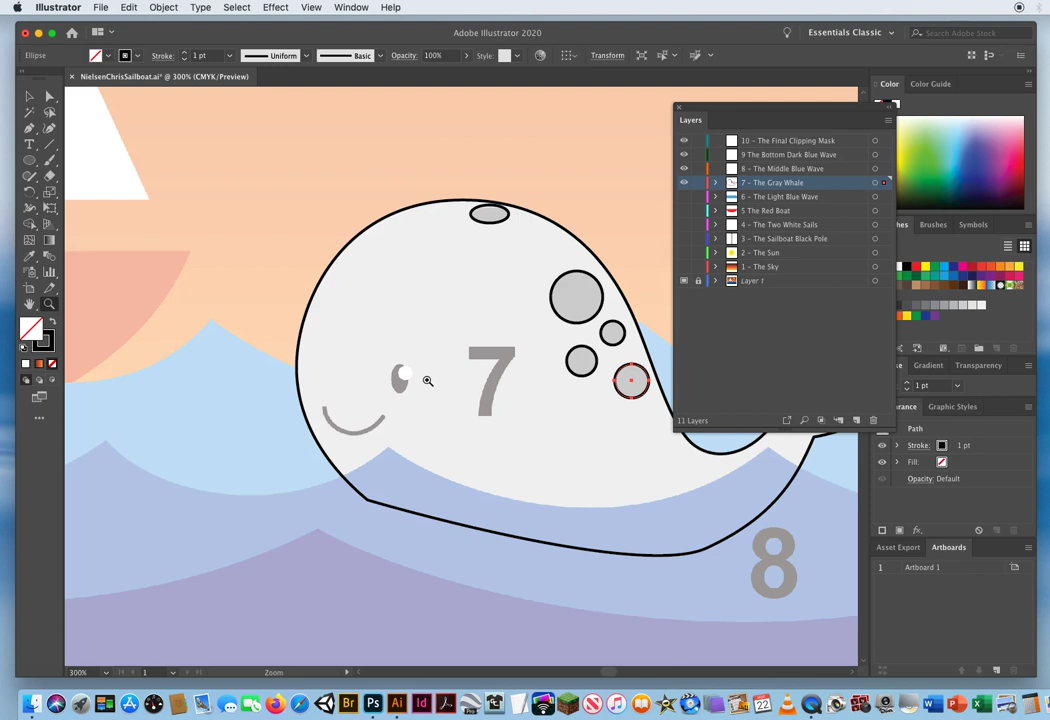 Illustrator File Edit Object Type Select Effect View Window Help
Adobe Illustrator 2020
Essentials Classic
Search Adobe Stock
Ellipse
Stroke: 1 pt
Uniform
Basic
Opacity: 100%
Style:
Transform
× NielsenChrisSailboat.ai* @ 300% (CMYK/Preview)
Color
Color Guide
Layers
10 - The Final Clipping Mask
9 The Bottom Dark Blue Wave
8 - The Middle Blue Wave
7 - The Gray Whale
6 - The Light Blue Wave
5 The Red Boat
4 - The Two White Sails
3 - The Sailboat Black Pole
2 - The Sun
1 - The Sky
Layer 1
11 Layers
hes
Brushes
Symbols
ke
Gradient
Transparency
1 pt
arance
Graphic Styles
Path
Stroke: 1 pt
Fill:
Opacity: Default
Asset Export
Artboards
1 Artboard 1
7
8
300%
1
Zoom